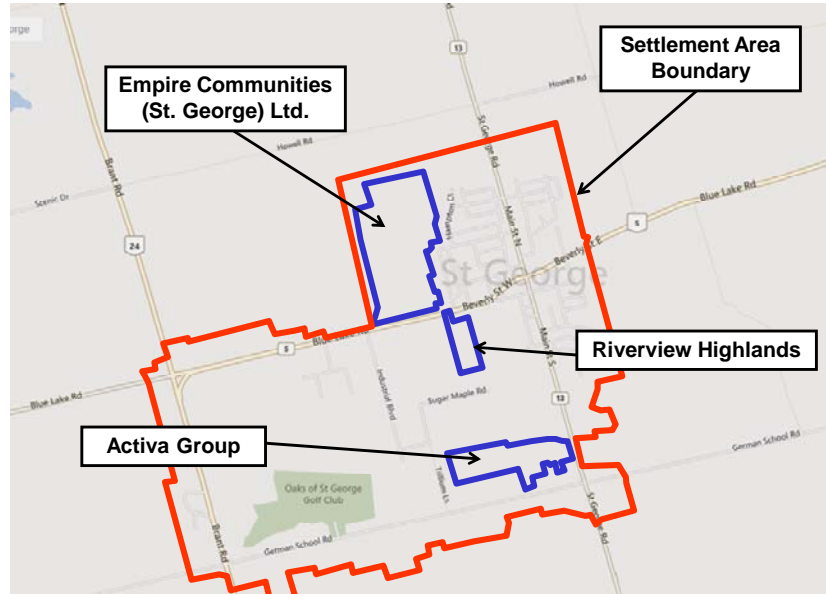 George
13
Settlement Area
Boundary
Empire Communities
(St. George) Ltd.
Howell Rd
St George Rd
Howell Rd
Brant Rd
Scenic Dr
Main St N
Blue Lake Rd
24
5
Beverly St E
St George
Beverly St W
Blue Lake Rd
5
Main St S
Riverview Highlands
Industrial Blvd
Blue Lake Rd
Sugar Maple Rd
13
Activa Group
German School Rd
Trillium Ln
Oaks of St George
Golf Club
St George Rd
Brant Rd
German School Rd